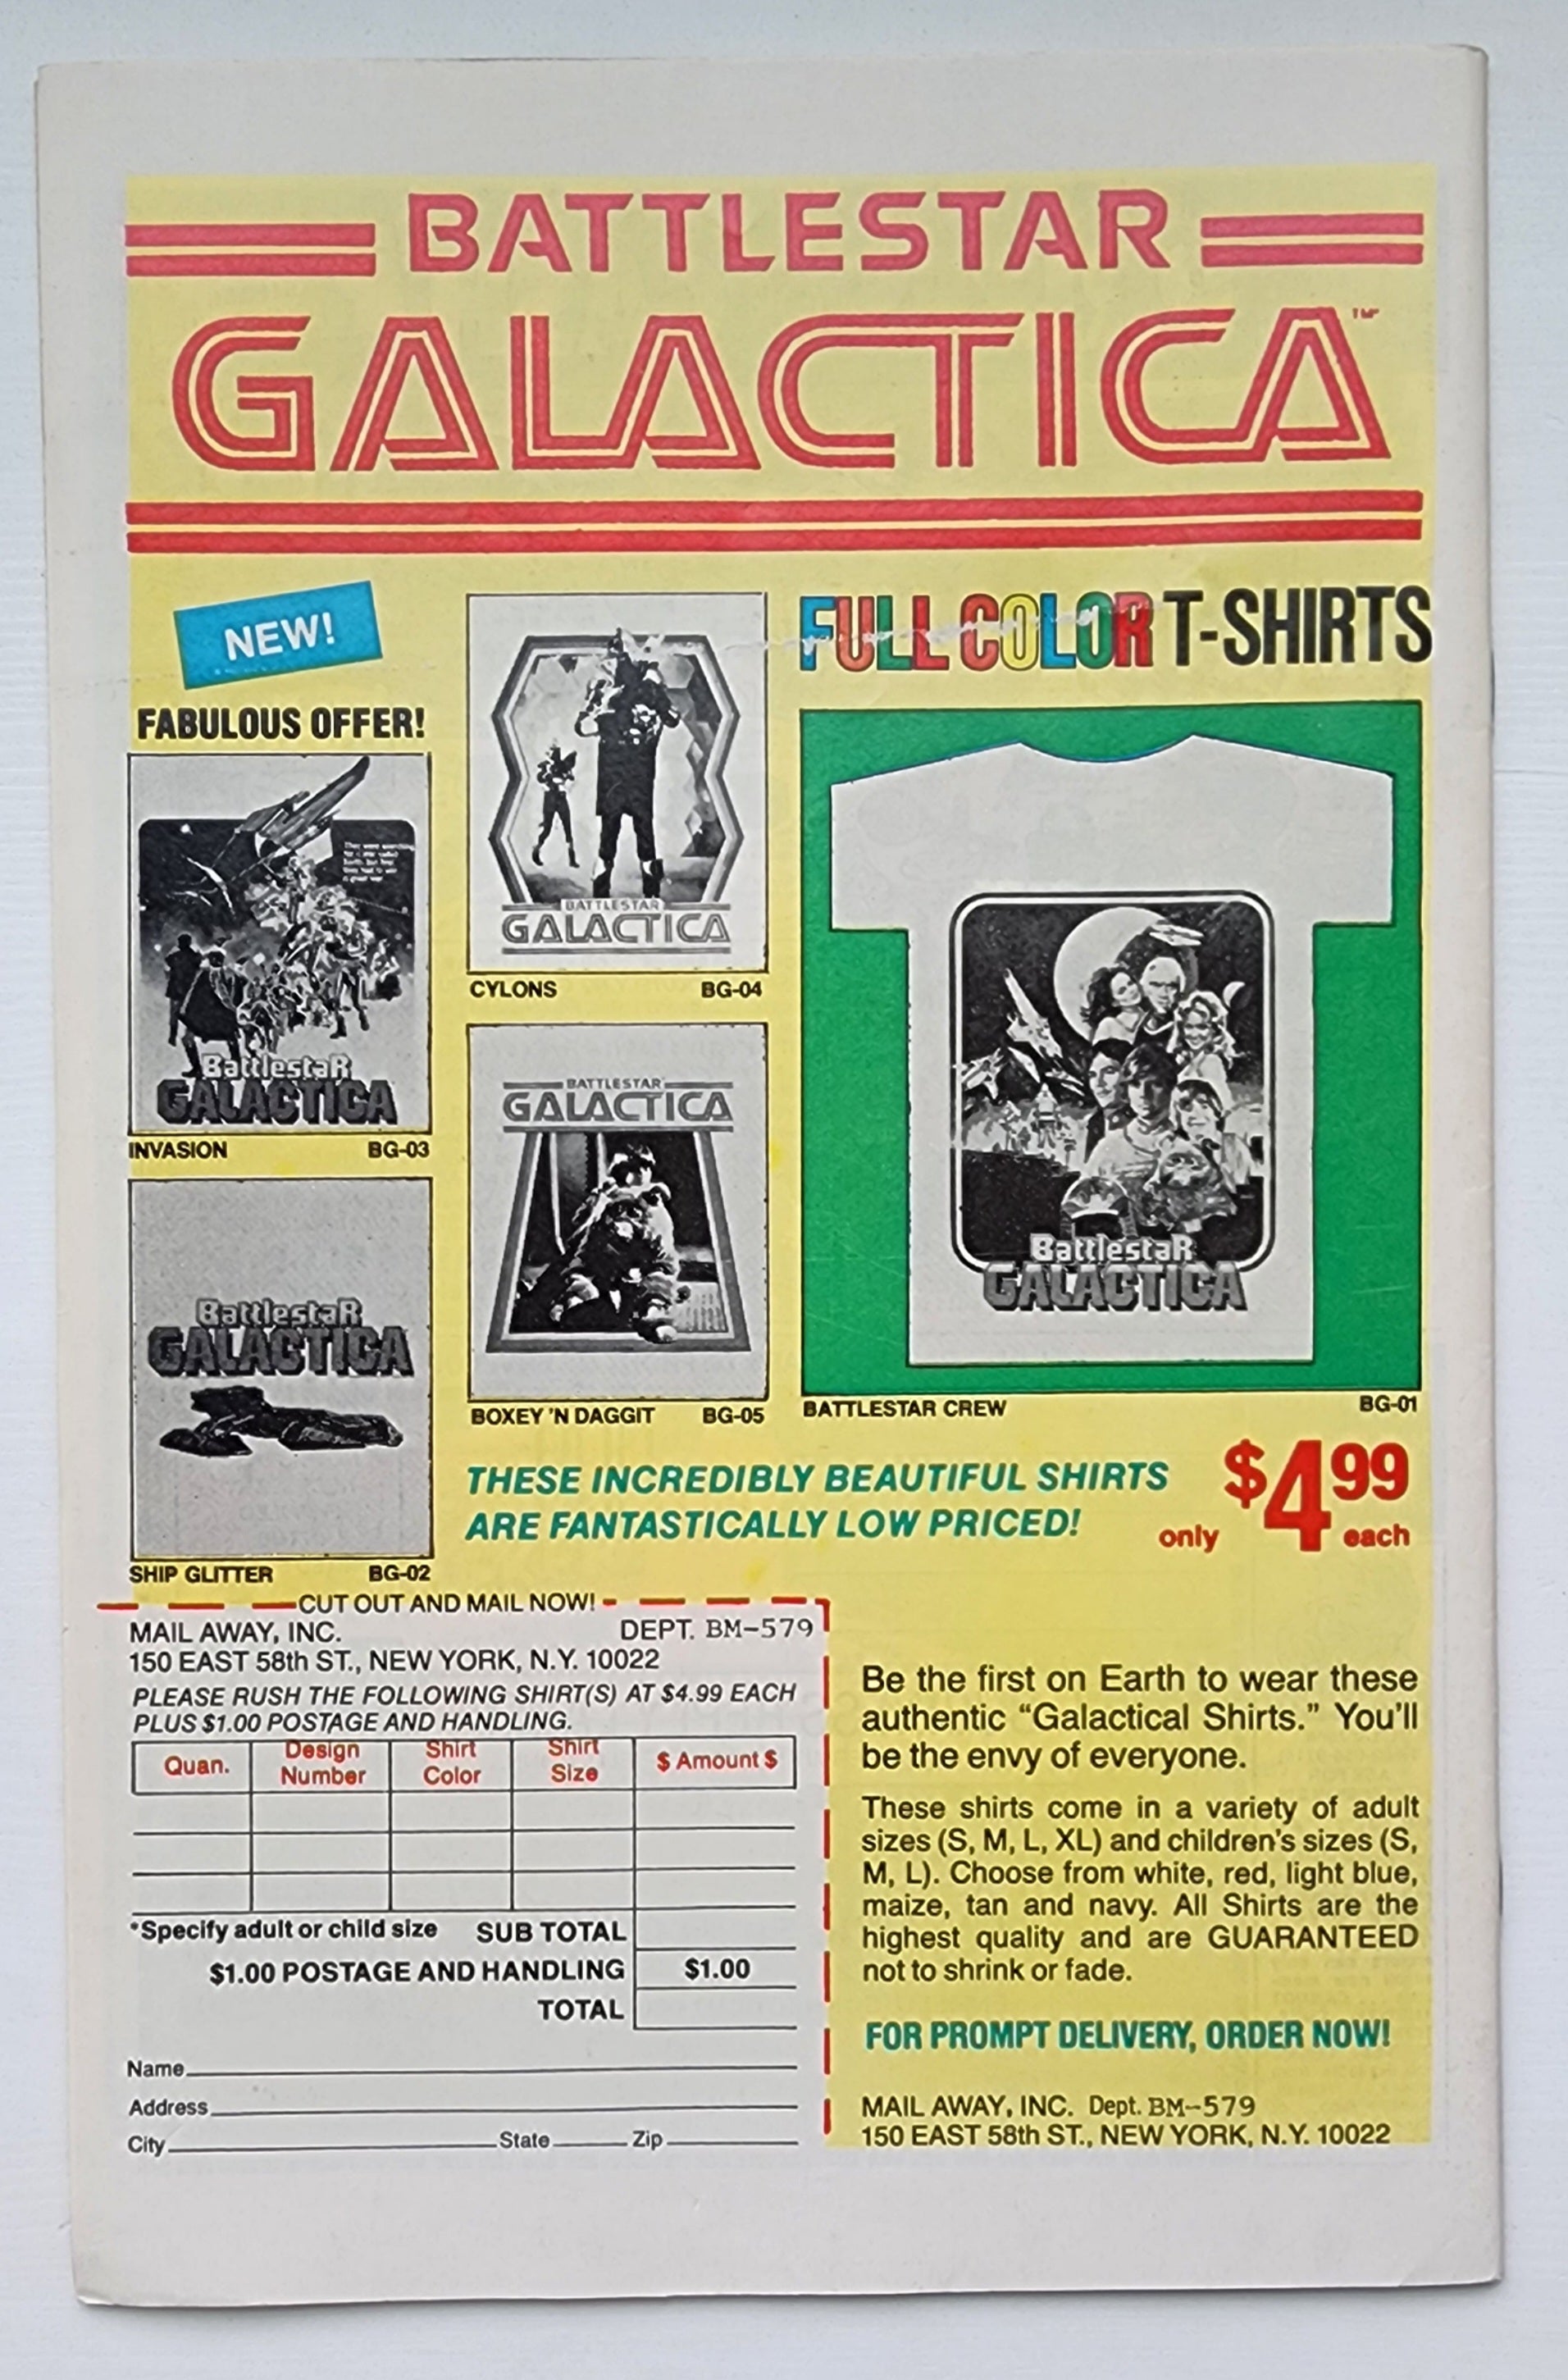 BATTLESTAR
GALACTICA™
NEW!
FABULOUS OFFER!
FULL COLOR T-SHIRTS
BattlestaR
GALACTICA
INVASION BG-03
BATTLESTAR
GALACTICA
CYLONS BG-04
BattlestaR
GALACTICA
SHIP GLITTER BG-02
BATTLESTAR
GALACTICA
BOXEY 'N DAGGIT BG-05
BattlestaR
GALACTICA
BATTLESTAR CREW BG-01
THESE INCREDIBLY BEAUTIFUL SHIRTS
ARE FANTASTICALLY LOW PRICED!
only $4.99 each
CUT OUT AND MAIL NOW!
MAIL AWAY, INC. DEPT. BM-579
150 EAST 58th ST., NEW YORK, N.Y. 10022
PLEASE RUSH THE FOLLOWING SHIRT(S) AT $4.99 EACH
PLUS $1.00 POSTAGE AND HANDLING.
Quan. Design Number Shirt Color Shirt Size $ Amount $
*Specify adult or child size SUB TOTAL
$1.00 POSTAGE AND HANDLING $1.00
TOTAL
Name
Address
City State Zip
Be the first on Earth to wear these
authentic “Galactical Shirts.” You'll
be the envy of everyone.
These shirts come in a variety of adult
sizes (S, M, L, XL) and children's sizes (S,
M, L). Choose from white, red, light blue,
maize, tan and navy. All Shirts are the
highest quality and are GUARANTEED
not to shrink or fade.
FOR PROMPT DELIVERY, ORDER NOW!
MAIL AWAY, INC. Dept. BM-579
150 EAST 58th ST., NEW YORK, N.Y. 10022